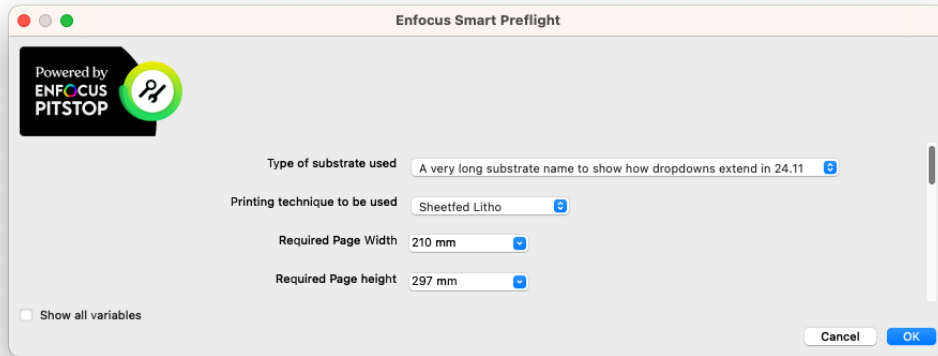 Enfocus Smart Preflight
Powered by
ENFOCUS
PITSTOP
Type of substrate used
A very long substrate name to show how dropdowns extend in 24.11
Printing technique to be used
Sheetfed Litho
Required Page Width
210 mm
Required Page height
297 mm
Show all variables
Cancel
OK